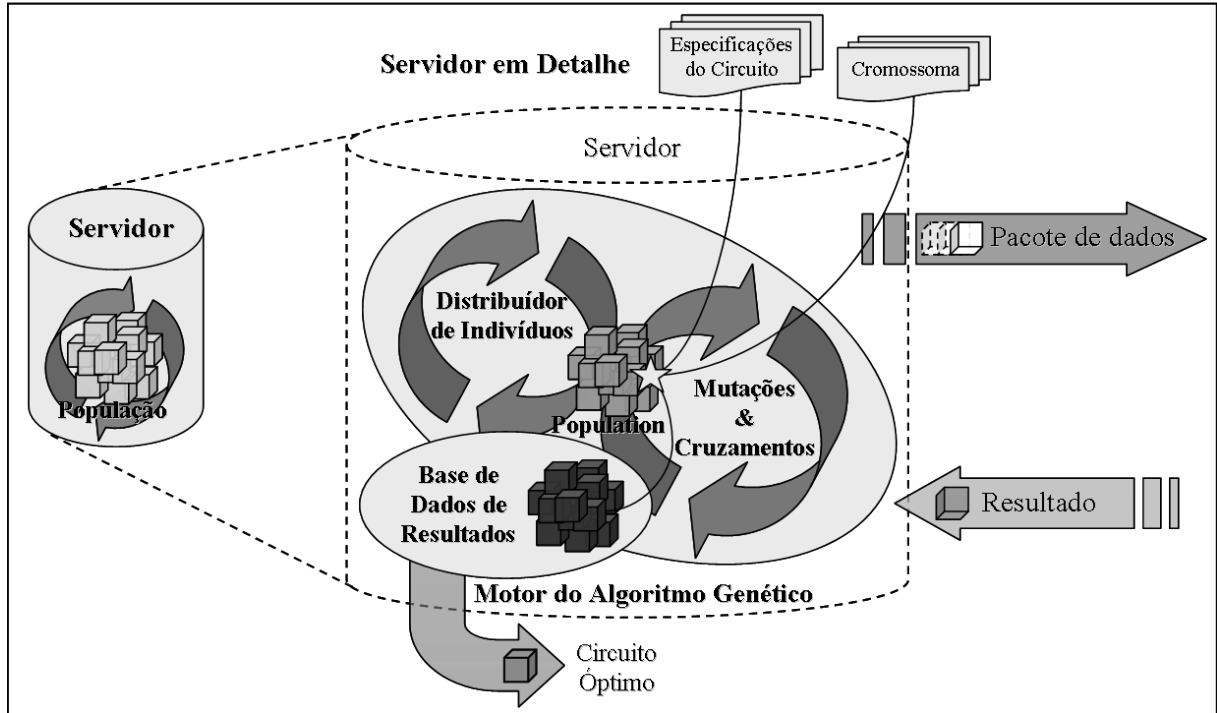 Servidor em Detalhe
Especificações
do Circuito
Cromossoma
Servidor
Servidor
População
Distribuídor
de Indivíduos
Population
Mutações
&
Cruzamentos
Pacote de dados
Base de
Dados de
Resultados
Resultado
Motor do Algoritmo Genético
Circuito
Óptimo